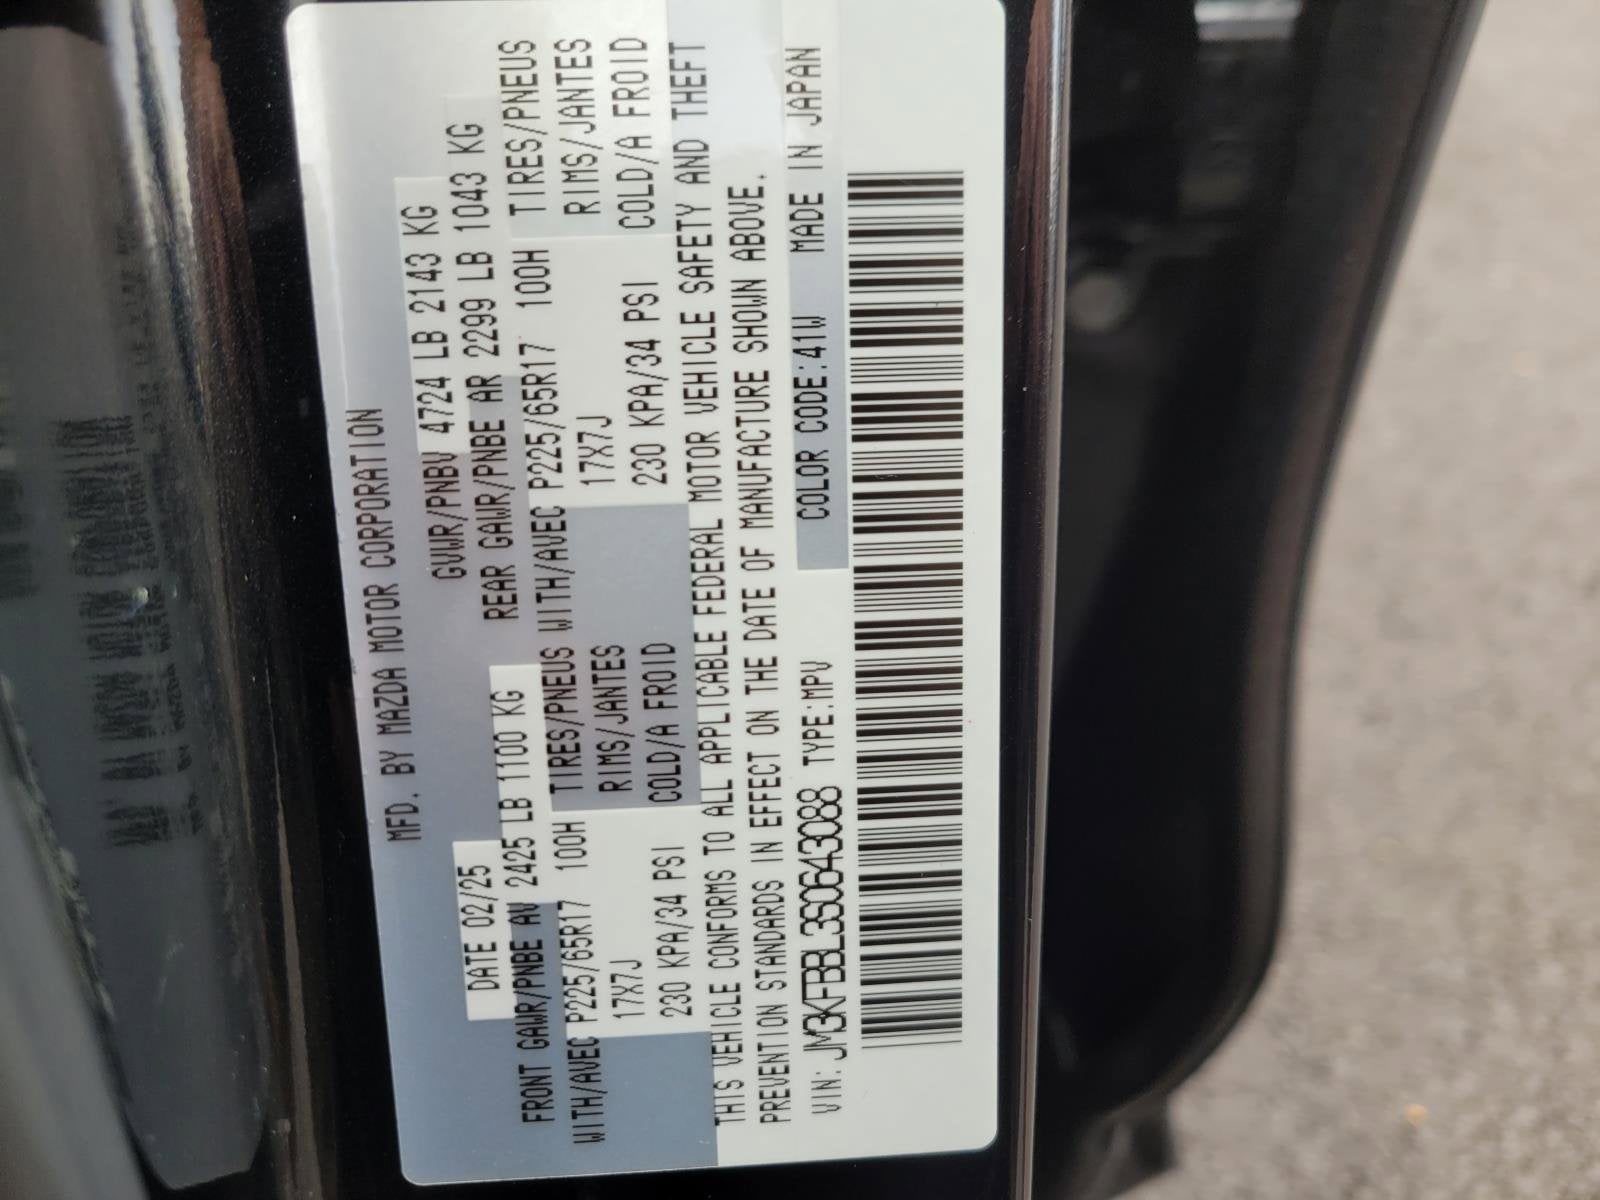 MFD. BY MAZDA MOTOR CORPORATION
DATE 02/25 GVWR/PNBV 4724 LB 2143 KG
FRONT GAWR/PNBE AV 2425 LB 1100 KG REAR GAWR/PNBE AR 2299 LB 1043 KG
WITH/AVEC P225/65R17 100H TIRES/PNEUS WITH/AVEC P225/65R17 100H TIRES/PNEUS
17X7J RIMS/JANTES 17X7J RIMS/JANTES
230 KPA/34 PSI COLD/A FROID 230 KPA/34 PSI COLD/A FROID
THIS VEHICLE CONFORMS TO ALL APPLICABLE FEDERAL MOTOR VEHICLE SAFETY AND THEFT
PREVENTION STANDARDS IN EFFECT ON THE DATE OF MANUFACTURE SHOWN ABOVE.
VIN: JM3KFBBL3S0643088 TYPE:MPV COLOR CODE:41W MADE IN JAPAN